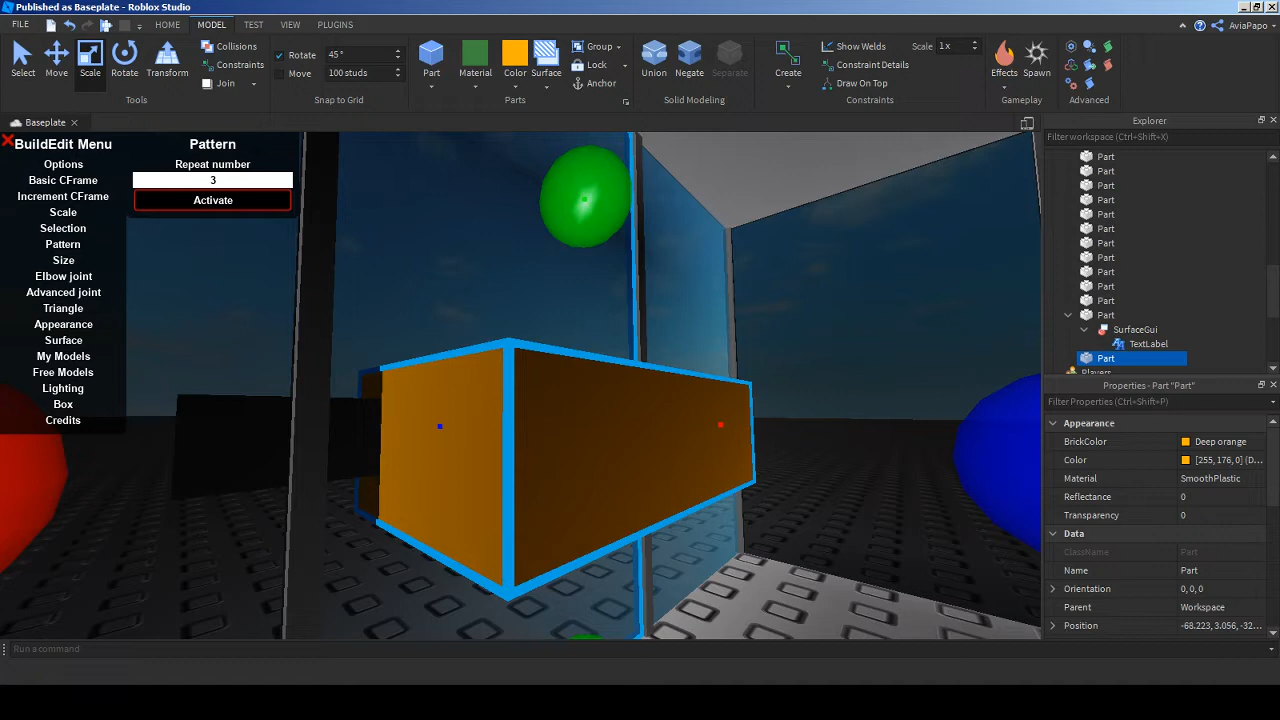 Published as Baseplate - Roblox Studio
FILE HOME MODEL TEST VIEW PLUGINS AviaPapo
Select Move Scale Rotate Transform
Collisions
Constraints
Join
Tools
Rotate 45°
Move 100 studs
Snap to Grid
Part Material Color Surface
Group
Lock
Anchor
Parts
Union Negate Separate
Solid Modeling
Create
Show Welds Scale 1x
Constraint Details
Draw On Top
Constraints
Effects Spawn
Gameplay
Advanced
Baseplate
BuildEdit Menu
Options
Basic CFrame
Increment CFrame
Scale
Selection
Pattern
Size
Elbow joint
Advanced joint
Triangle
Appearance
Surface
My Models
Free Models
Lighting
Box
Credits
Pattern
Repeat number
3
Activate
Explorer
Filter workspace (Ctrl+Shift+X)
Part
Part
Part
Part
Part
Part
Part
Part
Part
Part
Part
Part
SurfaceGui
TextLabel
Part
Players
Properties - Part "Part"
Filter Properties (Ctrl+Shift+P)
Appearance
BrickColor Deep orange
Color [255, 176, 0] (D...
Material SmoothPlastic
Reflectance 0
Transparency 0
Data
ClassName Part
Name Part
Orientation 0, 0, 0
Parent Workspace
Position -68.223, 3.056, -32...
Run a command